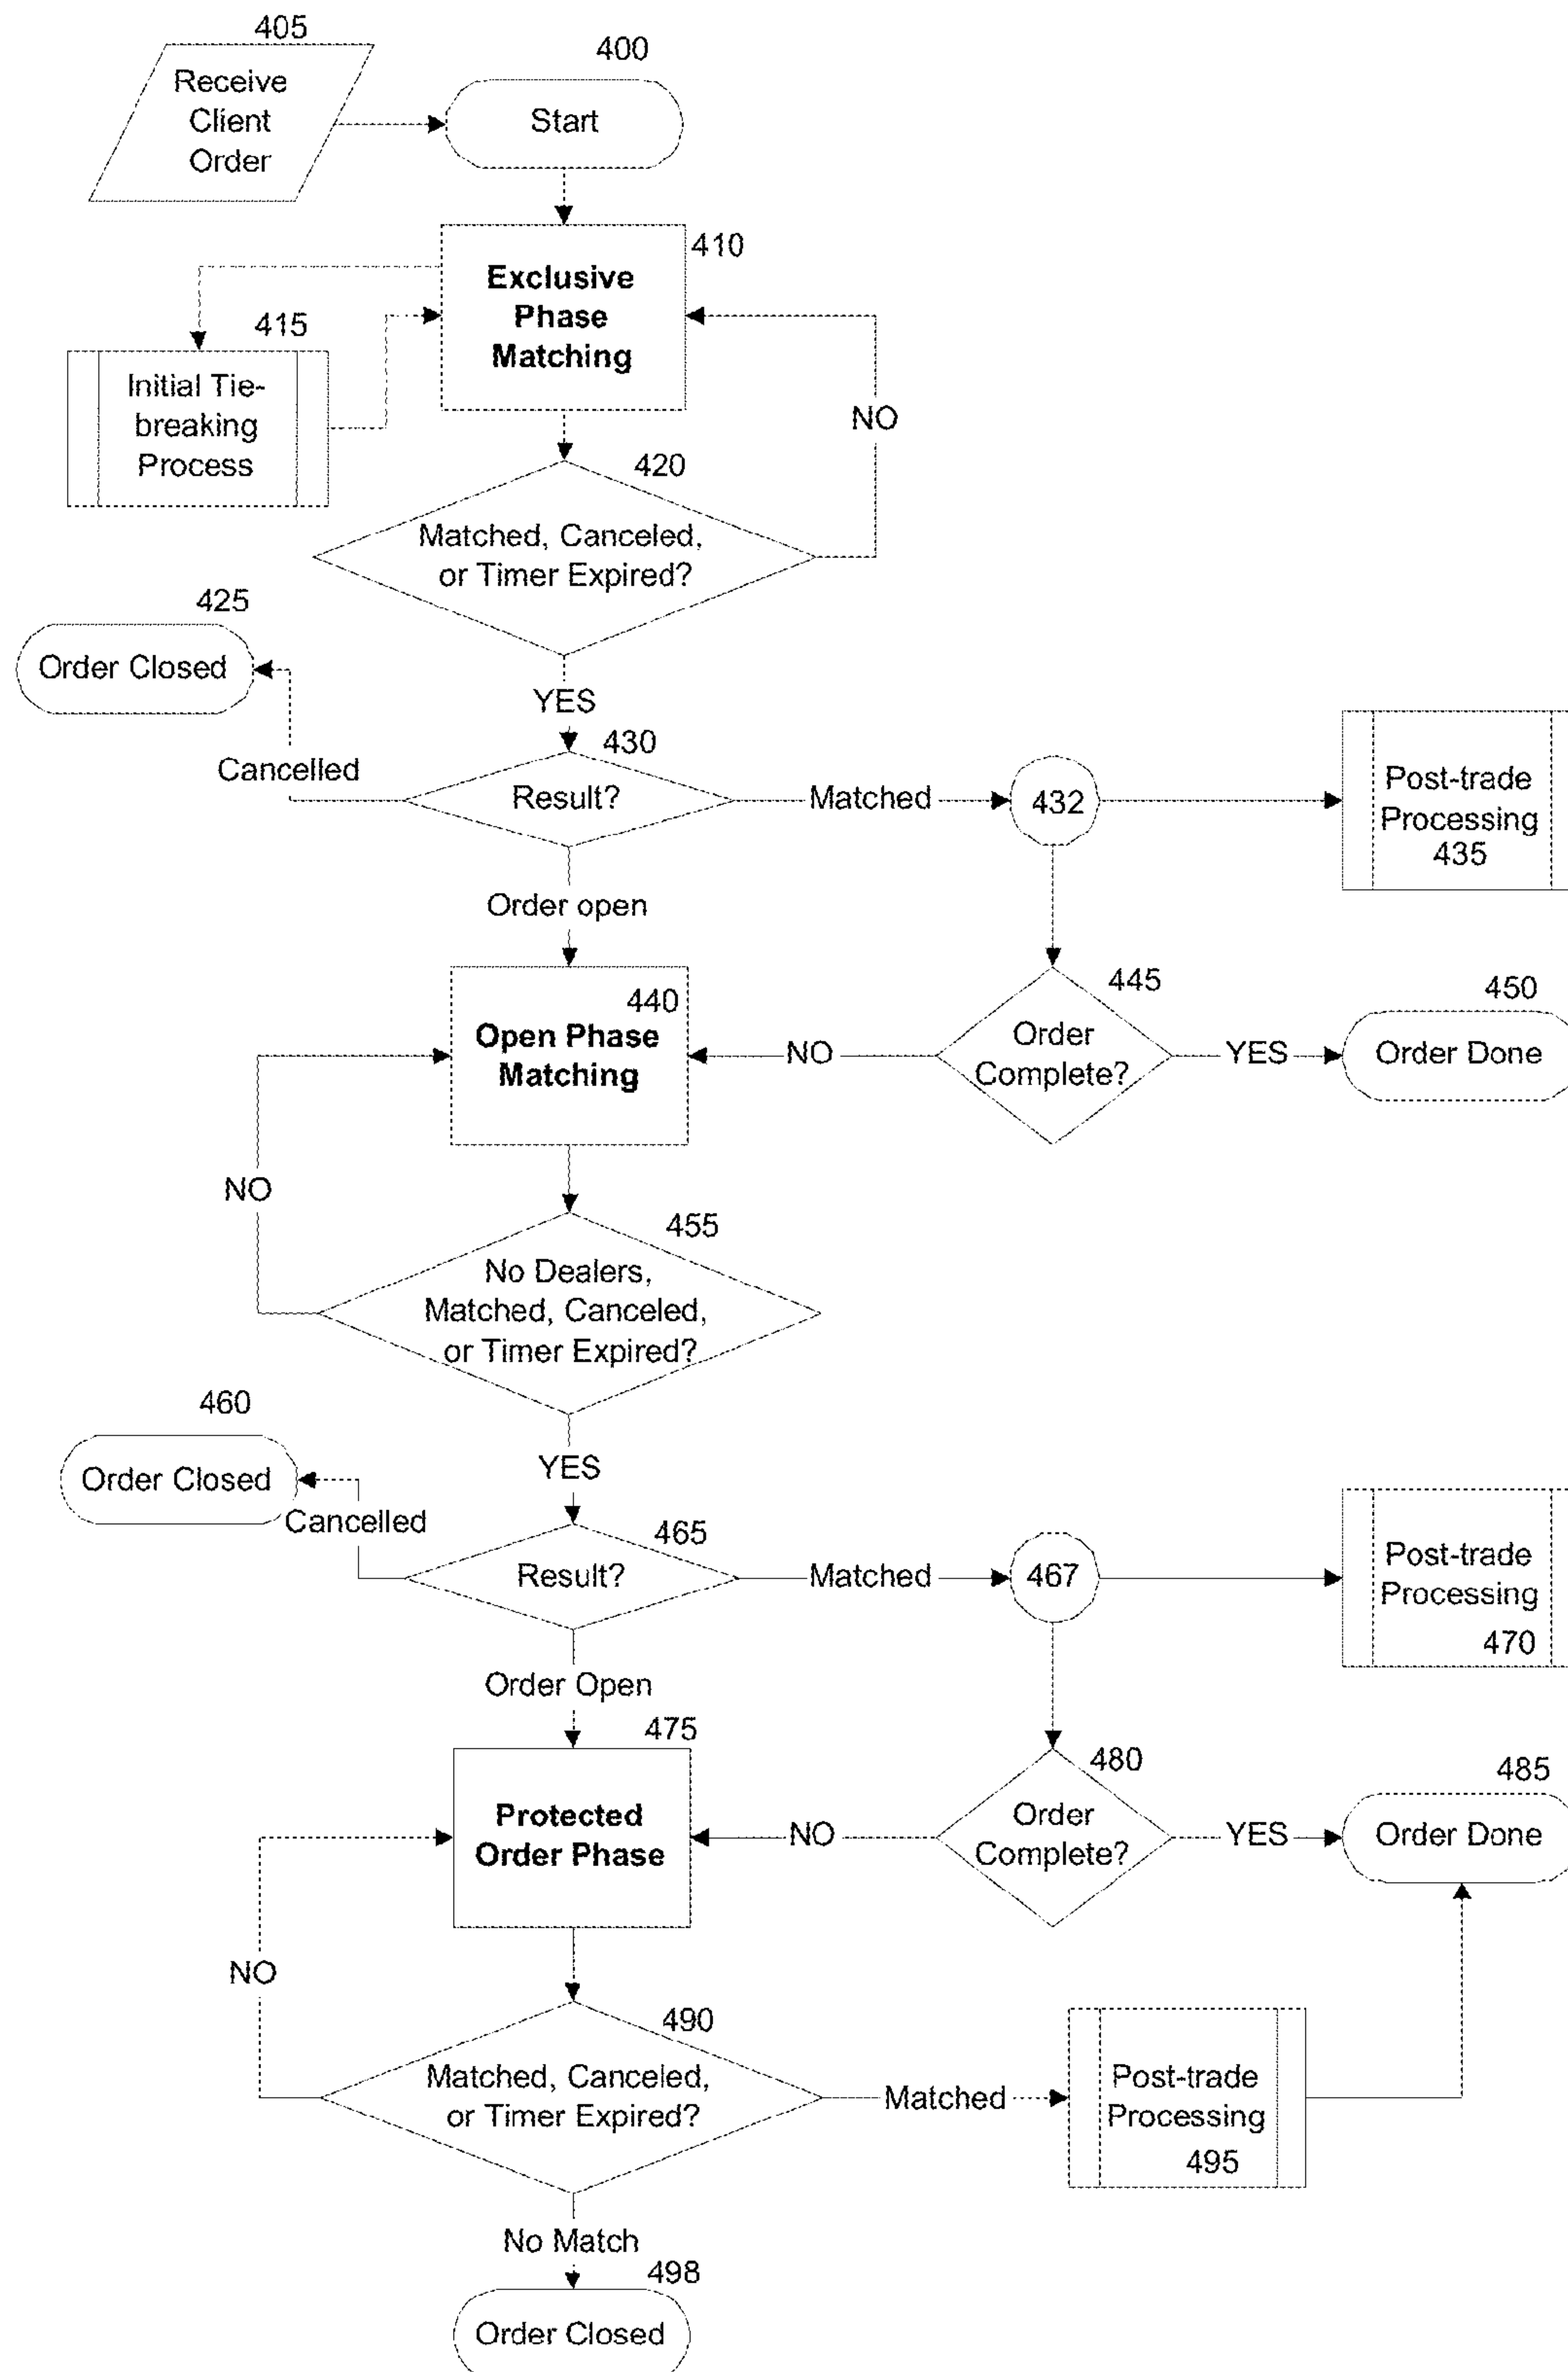 405
Receive
Client
Order
400
Start
410
Exclusive
Phase
Matching
415
Initial Tie-
breaking
Process
NO
420
Matched, Canceled,
or Timer Expired?
425
Order Closed
YES
430
Cancelled
Result?
Matched
432
Post-trade
Processing
435
Order open
440
Open Phase
Matching
NO
445
Order
Complete?
YES
450
Order Done
NO
455
No Dealers,
Matched, Canceled,
or Timer Expired?
460
Order Closed
YES
Cancelled
465
Result?
Matched
467
Post-trade
Processing
470
Order Open
475
Protected
Order Phase
NO
480
Order
Complete?
YES
485
Order Done
NO
490
Matched, Canceled,
or Timer Expired?
Matched
Post-trade
Processing
495
No Match
498
Order Closed